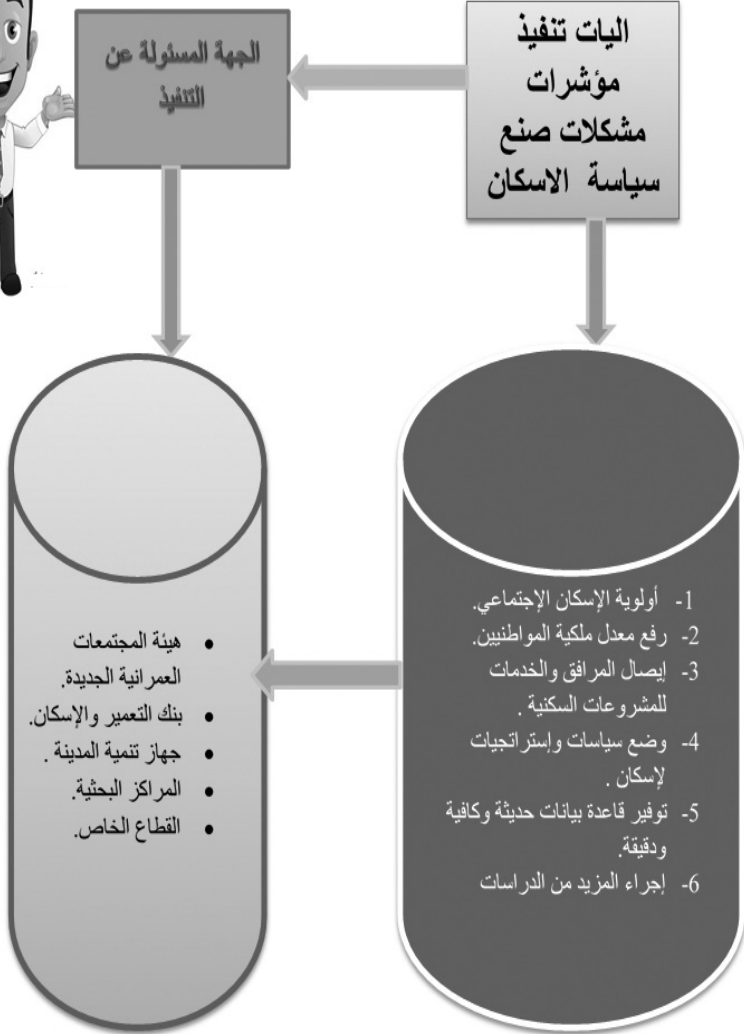 اليات تنفيذ
مؤشرات
مشكلات صنع
سياسة الاسكان
الجهة المسئولة عن
التنفيذ
1- أولوية الإسكان الإجتماعي.
2- رفع معدل ملكية المواطنيين.
3- إيصال المرافق والخدمات
للمشروعات السكنية .
4- وضع سياسات وإستراتجيات
لإسكان .
5- توفير قاعدة بيانات حديثة وكافية
ودقيقة.
6- إجراء المزيد من الدراسات
• هيئة المجتمعات
العمرانية الجديدة.
• بنك التعمير والإسكان.
• جهاز تنمية المدينة .
• المراكز البحثية.
• القطاع الخاص.